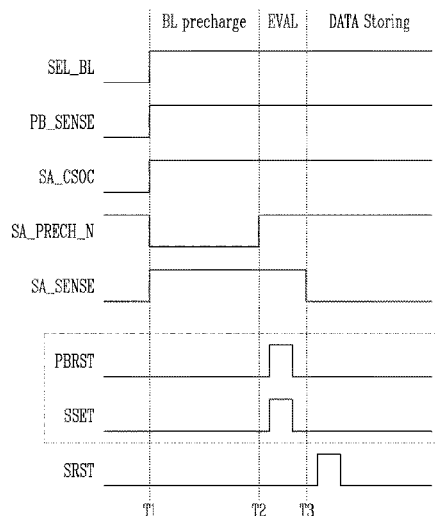 BL precharge EVAL DATA Storing
SEL_BL
PB_SENSE
SA_CSOC
SA_PRECH_N
SA_SENSE
PBRST
SSET
SRST
T1 T2 T3